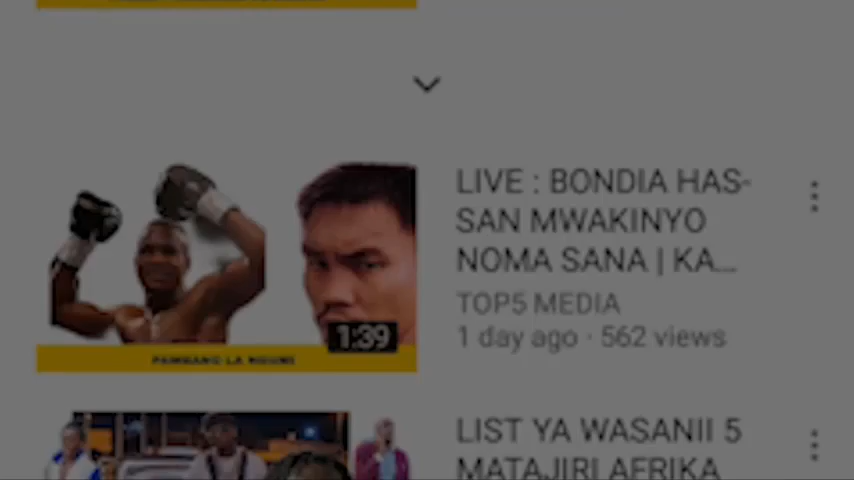 LIVE : BONDIA HAS-
SAN MWAKINYO
NOMA SANA | KA...
TOP5 MEDIA
1 day ago · 562 views
1:39
PAMBANO LA NGUMI
LIST YA WASANII 5
MATAJIRI AFRIKA